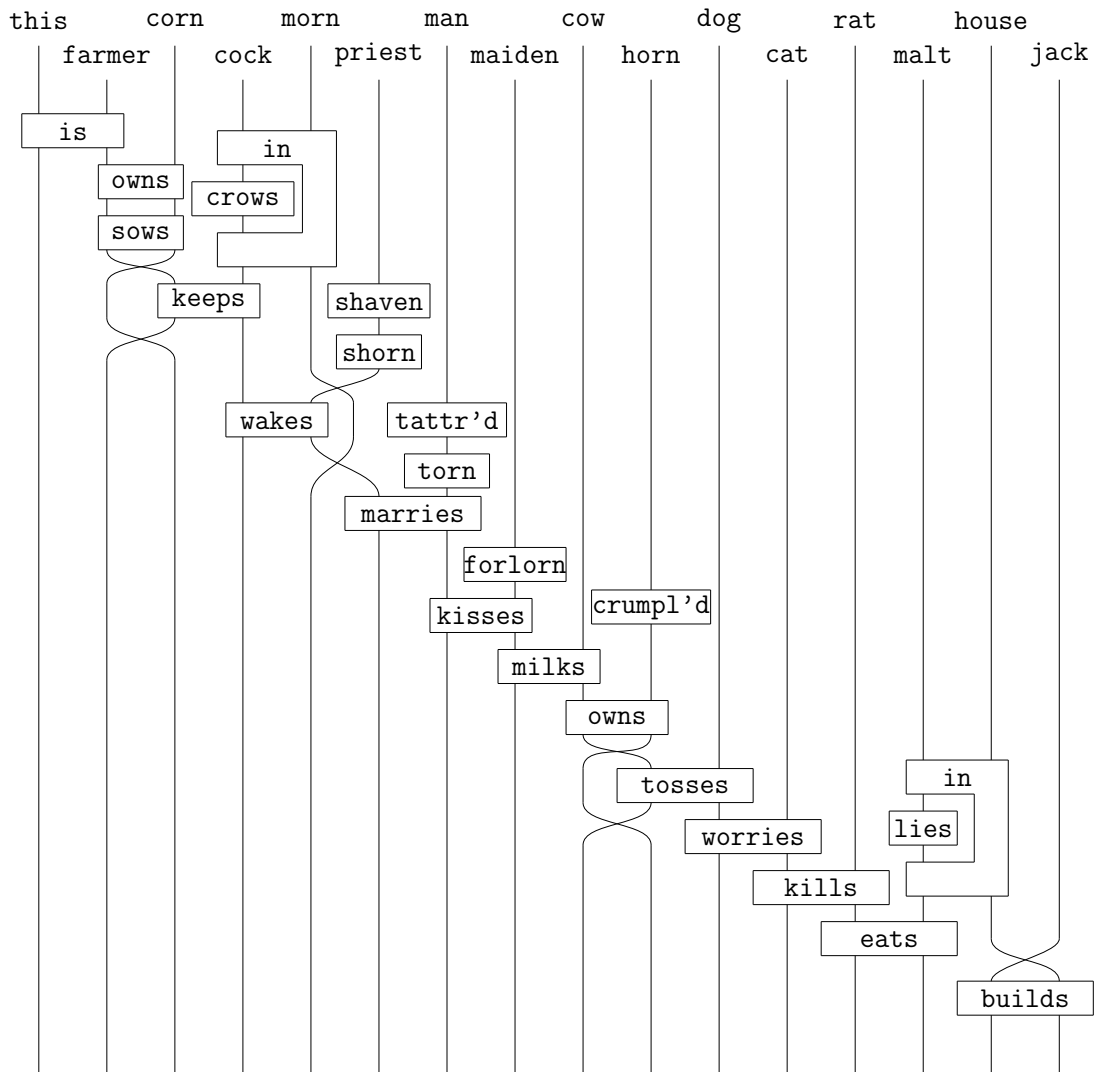 this corn morn man cow dog rat house
farmer cock priest maiden horn cat malt jack
is
in
owns
crows
sows
keeps
shaven
shorn
wakes
tattr'd
torn
marries
forlorn
crumpl'd
kisses
milks
owns
in
tosses
lies
worries
kills
eats
builds